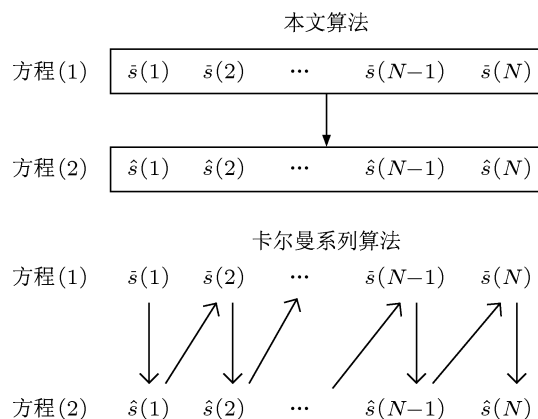 本文算法
方程(1) s̄(1) s̄(2) ··· s̄(N−1) s̄(N)
方程(2) ŝ(1) ŝ(2) ··· ŝ(N−1) ŝ(N)
卡尔曼系列算法
方程(1) s̄(1) s̄(2) ··· s̄(N−1) s̄(N)
方程(2) ŝ(1) ŝ(2) ··· ŝ(N−1) ŝ(N)